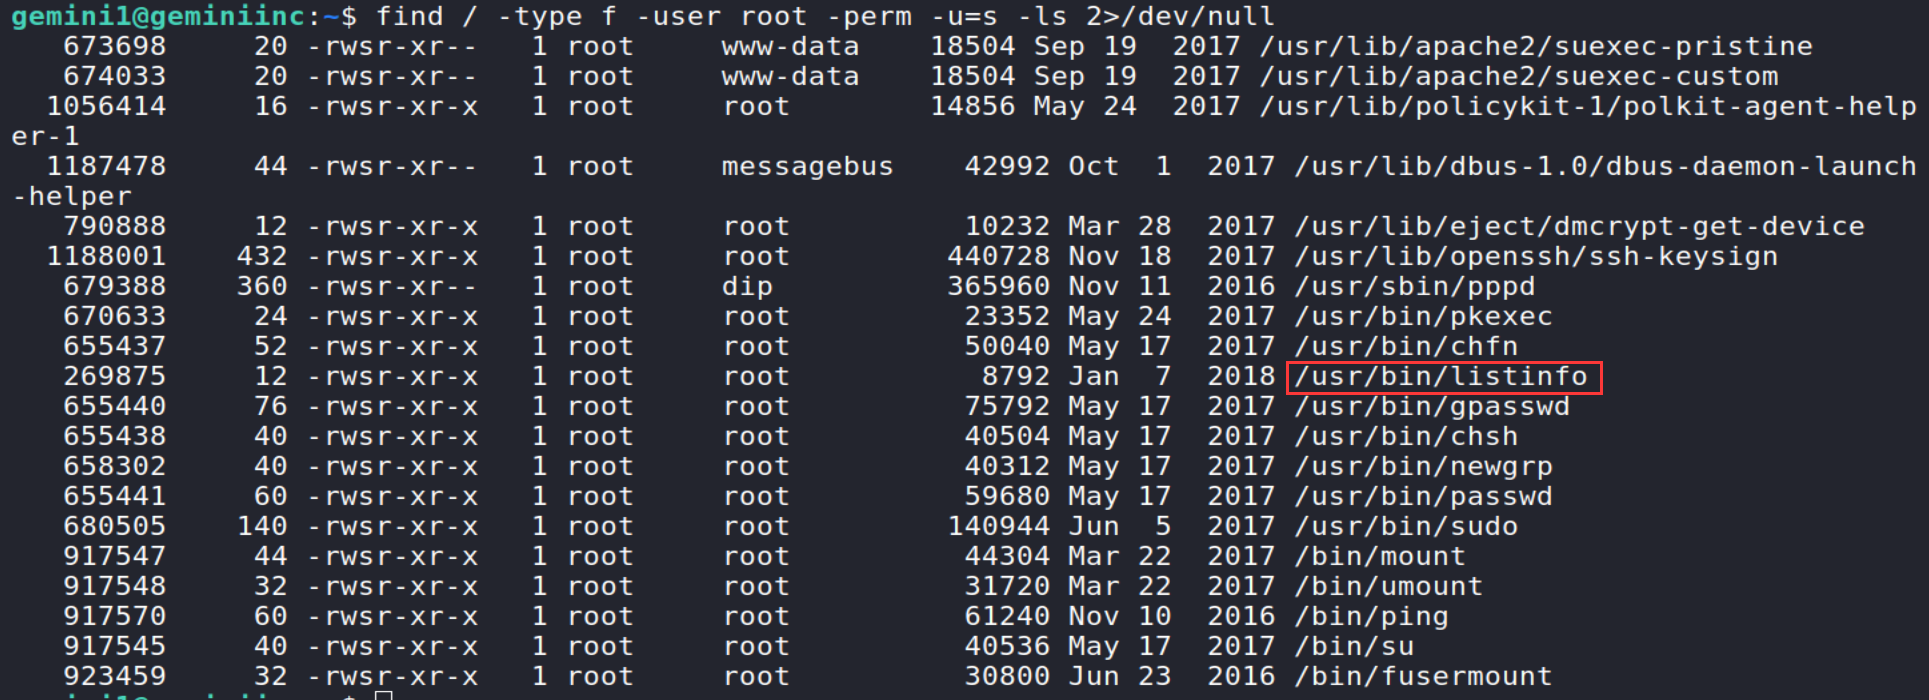 gemini1@geminiinc:~$ find / -type f -user root -perm -u=s -ls 2>/dev/null
673698 20 -rwsr-xr-- 1 root www-data 18504 Sep 19 2017 /usr/lib/apache2/suexec-pristine
674033 20 -rwsr-xr-- 1 root www-data 18504 Sep 19 2017 /usr/lib/apache2/suexec-custom
1056414 16 -rwsr-xr-x 1 root root 14856 May 24 2017 /usr/lib/policykit-1/polkit-agent-help
er-1
1187478 44 -rwsr-xr-- 1 root messagebus 42992 Oct 1 2017 /usr/lib/dbus-1.0/dbus-daemon-launch
-helper
790888 12 -rwsr-xr-x 1 root root 10232 Mar 28 2017 /usr/lib/eject/dmcrypt-get-device
1188001 432 -rwsr-xr-x 1 root root 440728 Nov 18 2017 /usr/lib/openssh/ssh-keysign
679388 360 -rwsr-xr-- 1 root dip 365960 Nov 11 2016 /usr/sbin/pppd
670633 24 -rwsr-xr-x 1 root root 23352 May 24 2017 /usr/bin/pkexec
655437 52 -rwsr-xr-x 1 root root 50040 May 17 2017 /usr/bin/chfn
269875 12 -rwsr-xr-x 1 root root 8792 Jan 7 2018 /usr/bin/listinfo
655440 76 -rwsr-xr-x 1 root root 75792 May 17 2017 /usr/bin/gpasswd
655438 40 -rwsr-xr-x 1 root root 40504 May 17 2017 /usr/bin/chsh
658302 40 -rwsr-xr-x 1 root root 40312 May 17 2017 /usr/bin/newgrp
655441 60 -rwsr-xr-x 1 root root 59680 May 17 2017 /usr/bin/passwd
680505 140 -rwsr-xr-x 1 root root 140944 Jun 5 2017 /usr/bin/sudo
917547 44 -rwsr-xr-x 1 root root 44304 Mar 22 2017 /bin/mount
917548 32 -rwsr-xr-x 1 root root 31720 Mar 22 2017 /bin/umount
917570 60 -rwsr-xr-x 1 root root 61240 Nov 10 2016 /bin/ping
917545 40 -rwsr-xr-x 1 root root 40536 May 17 2017 /bin/su
923459 32 -rwsr-xr-x 1 root root 30800 Jun 23 2016 /bin/fusermount